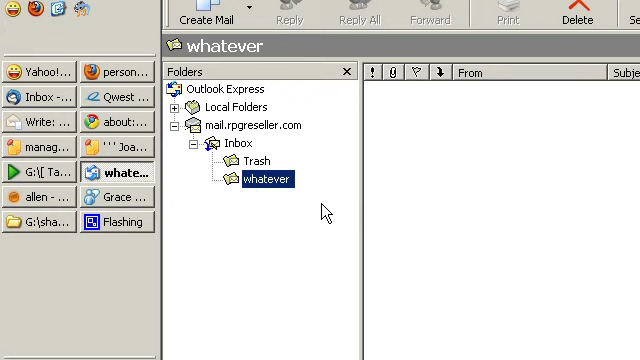 Create Mail
Reply
Reply All
Forward
Print
Delete
Se
whatever
Yahoo!...
person...
Folders
!
From
Subje
Outlook Express
Inbox -...
Qwest ...
Local Folders
Write: ...
about:...
mail.rpgreseller.com
manag...
''' Joa...
Inbox
Trash
G:\[ Ta...
whate...
whatever
allen - ...
Grace ...
G:\sha...
Flashing